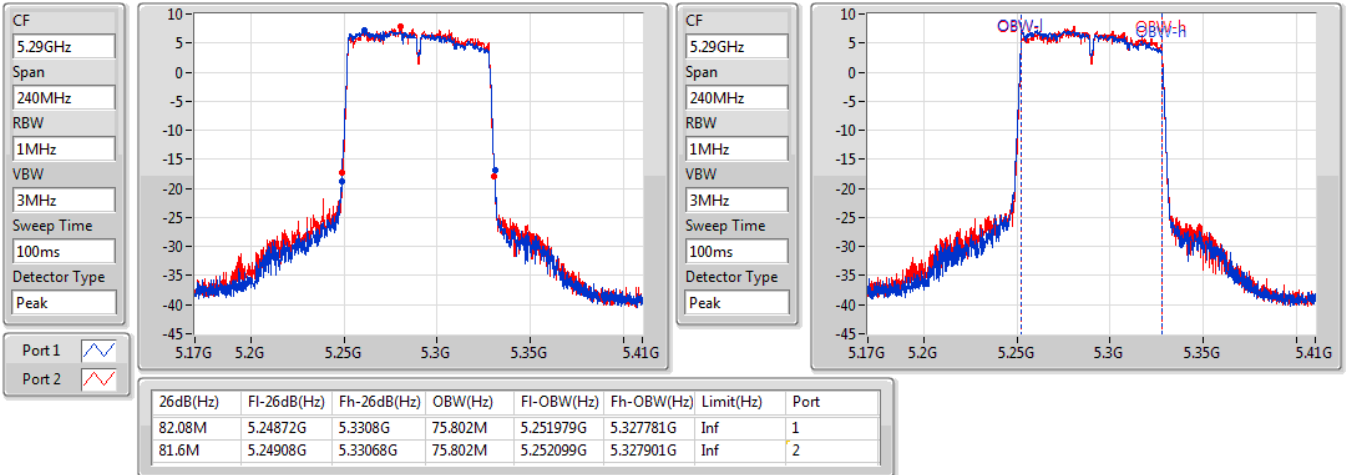 CF
5.29GHz
Span
240MHz
RBW
1MHz
VBW
3MHz
Sweep Time
100ms
Detector Type
Peak
Port 1
Port 2
10
5
0
-5
-10
-15
-20
-25
-30
-35
-40
-45
5.17G 5.2G 5.25G 5.3G 5.35G 5.41G
CF
5.29GHz
Span
240MHz
RBW
1MHz
VBW
3MHz
Sweep Time
100ms
Detector Type
Peak
OBW-l OBW-h
10
5
0
-5
-10
-15
-20
-25
-30
-35
-40
-45
5.17G 5.2G 5.25G 5.3G 5.35G 5.41G
26dB(Hz) Fl-26dB(Hz) Fh-26dB(Hz) OBW(Hz) Fl-OBW(Hz) Fh-OBW(Hz) Limit(Hz) Port
82.08M 5.24872G 5.3308G 75.802M 5.251979G 5.327781G Inf 1
81.6M 5.24908G 5.33068G 75.802M 5.252099G 5.327901G Inf 2